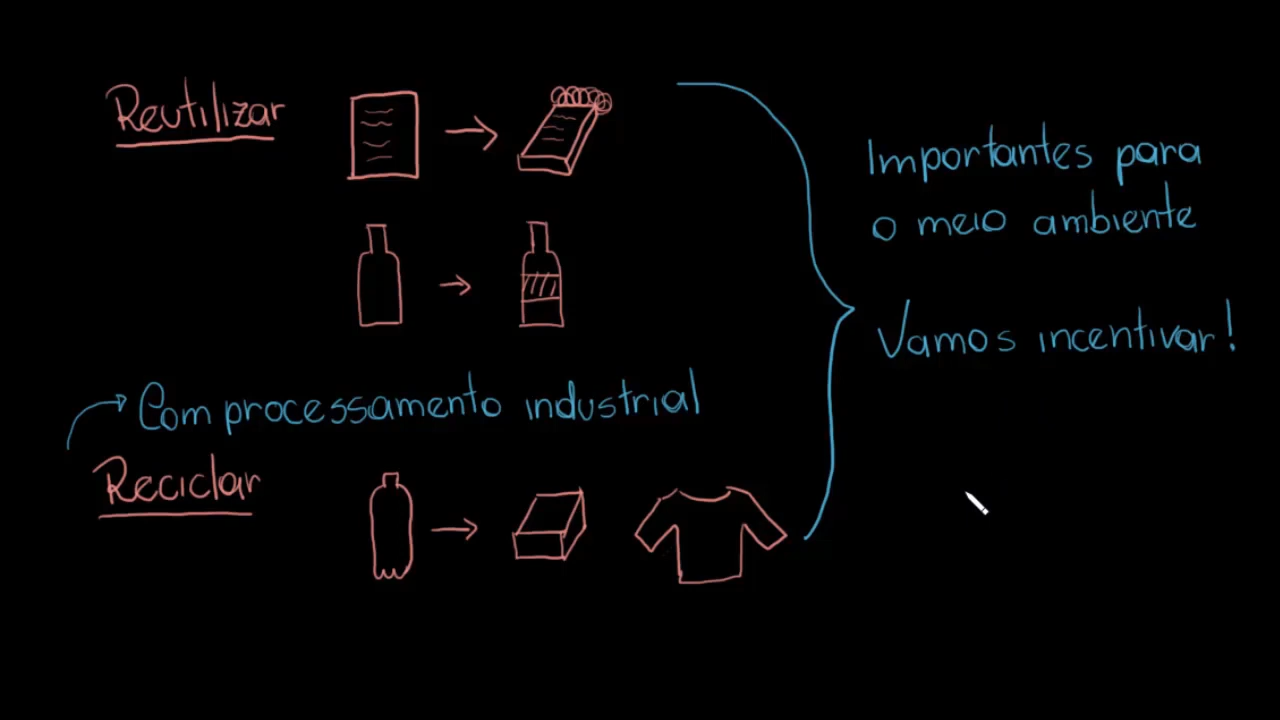 Reutilizar
Importantes para
o meio ambiente
Vamos incentivar!
Com processamento industrial
Reciclar